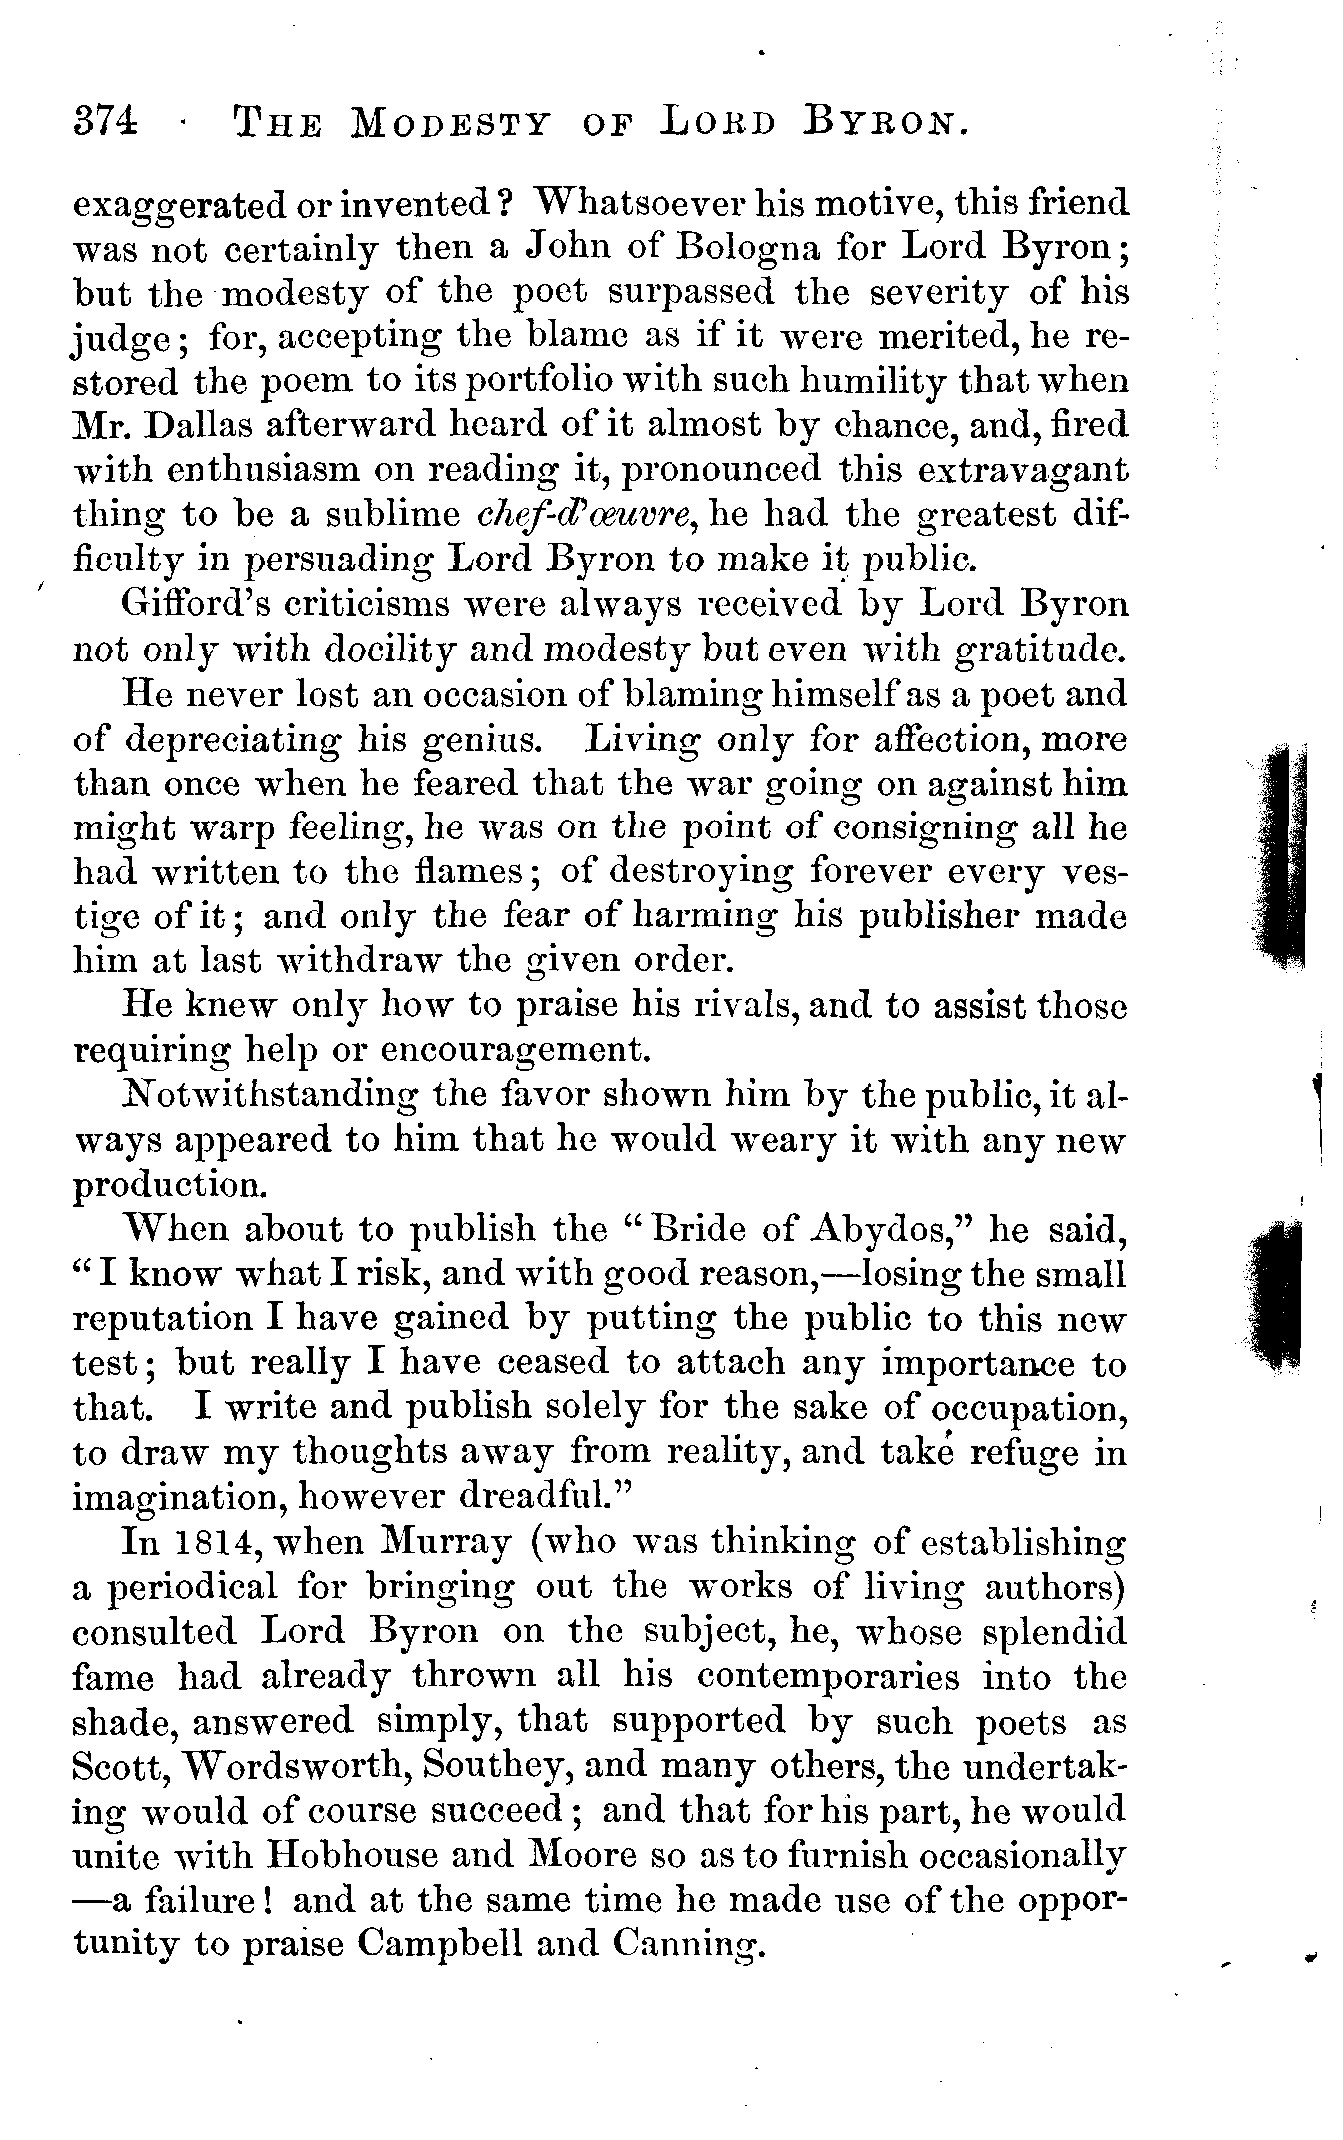 374 THE MODESTY OF LORD BYRON.
exaggerated or invented? Whatsoever his motive, this friend
was not certainly then a John of Bologna for Lord Byron;
but the modesty of the poet surpassed the severity of his
judge; for, accepting the blame as if it were merited, he re-
stored the poem to its portfolio with such humility that when
Mr. Dallas afterward heard of it almost by chance, and, fired
with enthusiasm on reading it, pronounced this extravagant
thing to be a sublime chef-d'œuvre, he had the greatest dif-
ficulty in persuading Lord Byron to make it public.
Gifford's criticisms were always received by Lord Byron
not only with docility and modesty but even with gratitude.
He never lost an occasion of blaming himself as a poet and
of depreciating his genius. Living only for affection, more
than once when he feared that the war going on against him
might warp feeling, he was on the point of consigning all he
had written to the flames; of destroying forever every ves-
tige of it; and only the fear of harming his publisher made
him at last withdraw the given order.
He knew only how to praise his rivals, and to assist those
requiring help or encouragement.
Notwithstanding the favor shown him by the public, it al-
ways appeared to him that he would weary it with any new
production.
When about to publish the "Bride of Abydos," he said,
"I know what I risk, and with good reason,—losing the small
reputation I have gained by putting the public to this new
test; but really I have ceased to attach any importance to
that. I write and publish solely for the sake of occupation,
to draw my thoughts away from reality, and take refuge in
imagination, however dreadful."
In 1814, when Murray (who was thinking of establishing
a periodical for bringing out the works of living authors)
consulted Lord Byron on the subject, he, whose splendid
fame had already thrown all his contemporaries into the
shade, answered simply, that supported by such poets as
Scott, Wordsworth, Southey, and many others, the undertak-
ing would of course succeed; and that for his part, he would
unite with Hobhouse and Moore so as to furnish occasionally
—a failure! and at the same time he made use of the oppor-
tunity to praise Campbell and Canning.